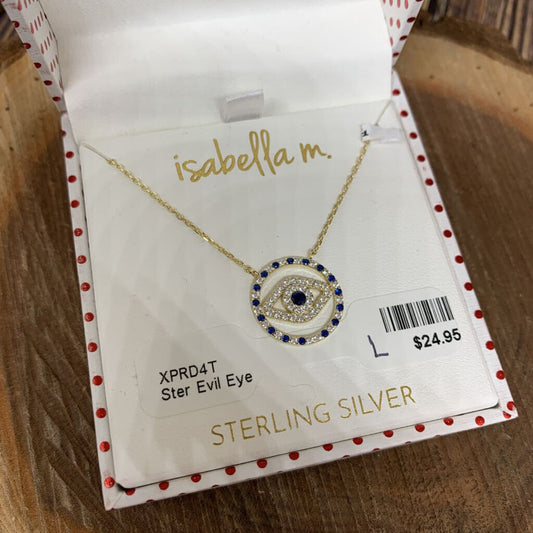 isabella m.
XPRD4T
Ster Evil Eye
L
$24.95
STERLING SILVER